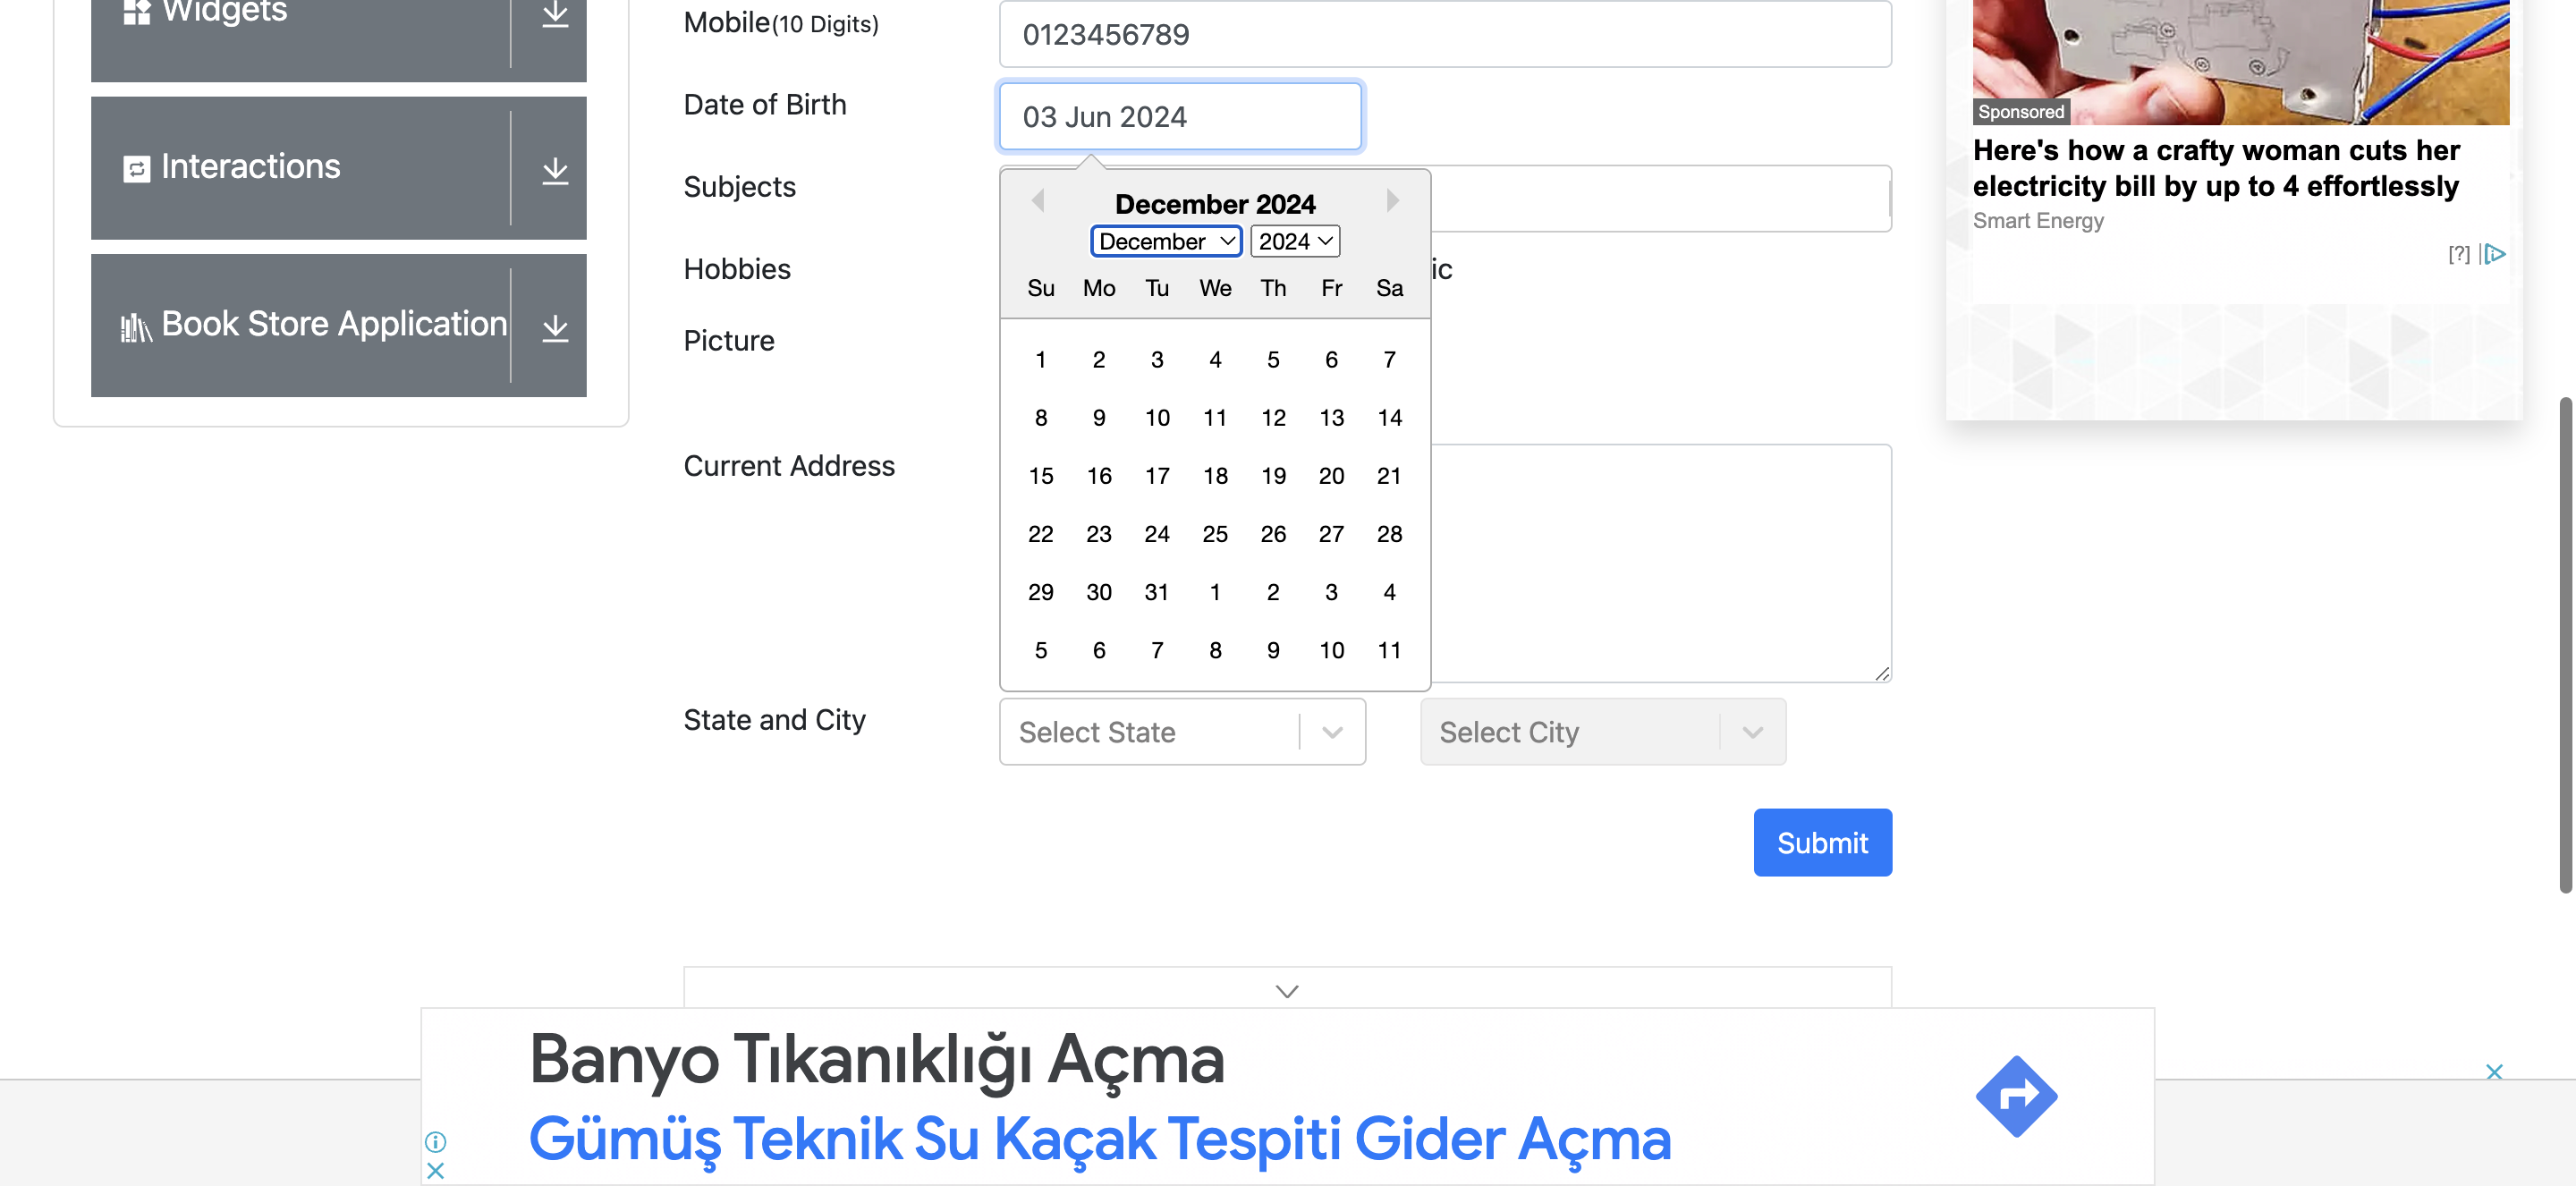 Widgets
Interactions
Book Store Application
Mobile(10 Digits)
0123456789
Date of Birth
03 Jun 2024
Subjects
Hobbies
ic
Picture
Current Address
State and City
December 2024
December
2024
Su Mo Tu We Th Fr Sa
1 2 3 4 5 6 7
8 9 10 11 12 13 14
15 16 17 18 19 20 21
22 23 24 25 26 27 28
29 30 31 1 2 3 4
5 6 7 8 9 10 11
Select State
Select City
Submit
Sponsored
Here's how a crafty woman cuts her
electricity bill by up to 4 effortlessly
Smart Energy
[?]
Banyo Tıkanıklığı Açma
Gümüş Teknik Su Kaçak Tespiti Gider Açma